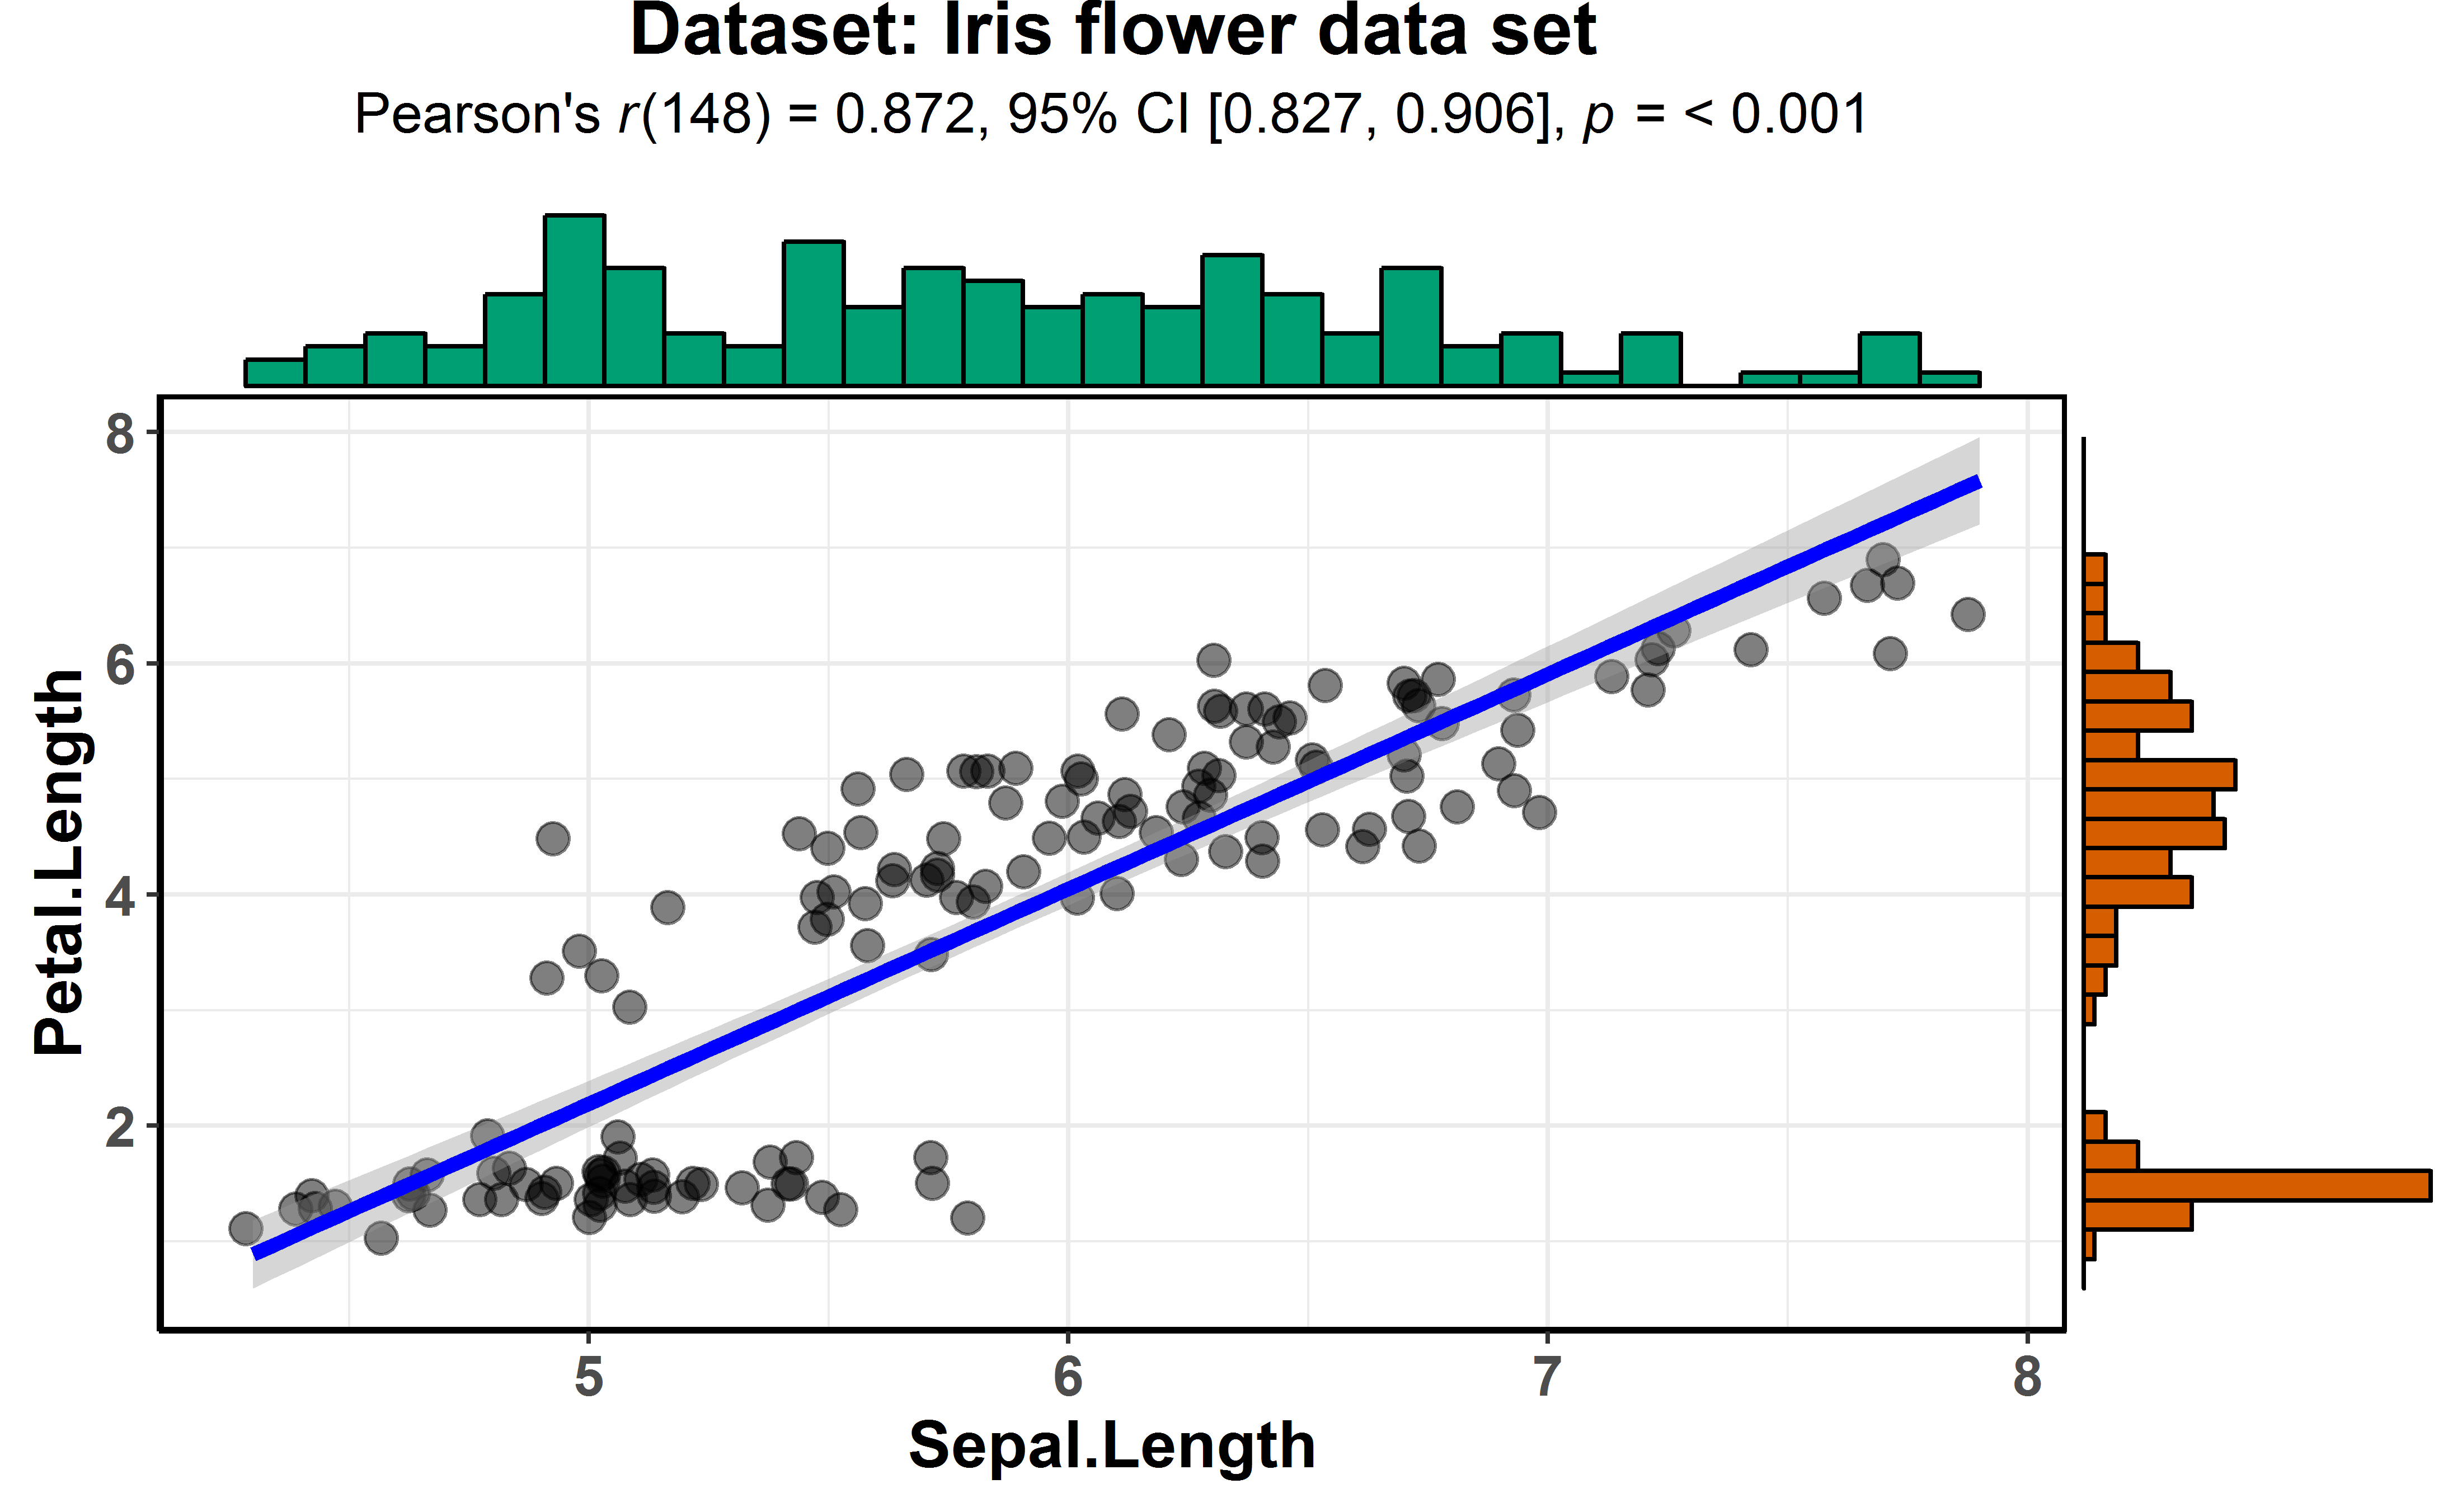 Dataset: Iris flower data set
Pearson's r(148) = 0.872, 95% CI [0.827, 0.906], p = < 0.001
8
6
4
2
Petal.Length
5 6 7 8
Sepal.Length